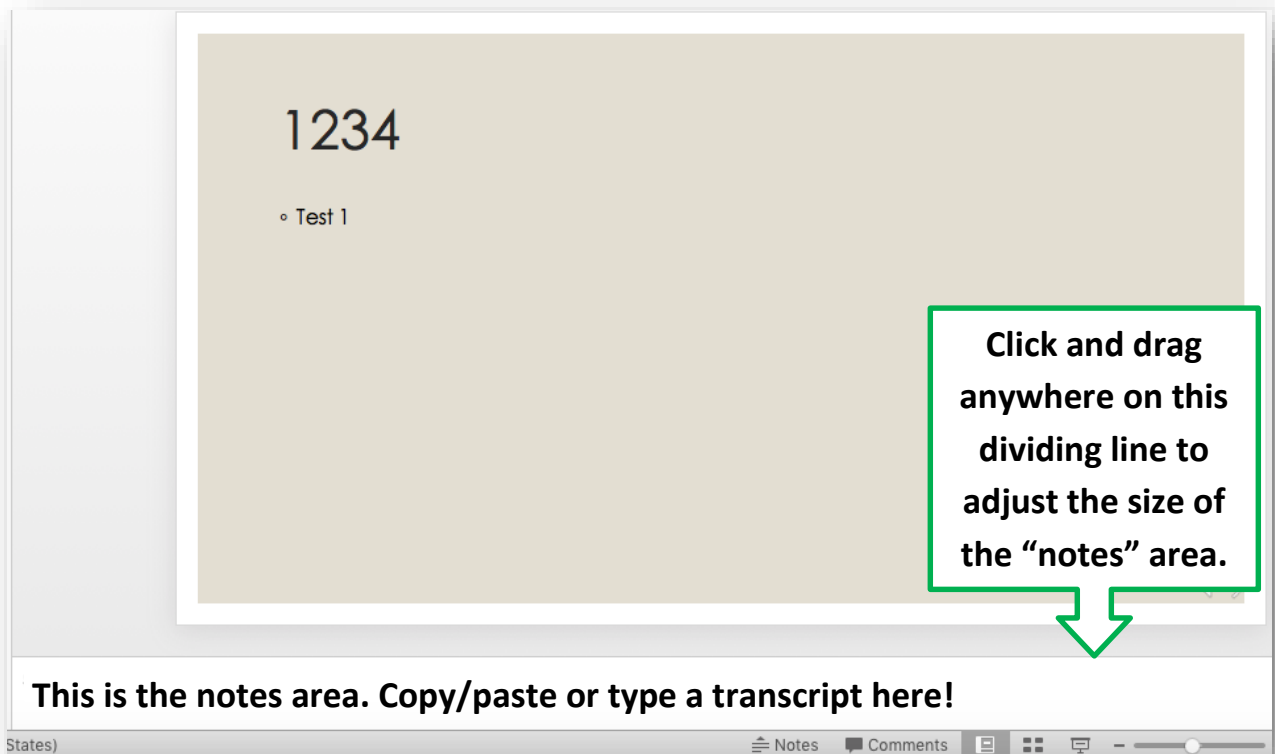 1234
∘ Test 1
Click and drag
anywhere on this
dividing line to
adjust the size of
the “notes” area.
This is the notes area. Copy/paste or type a transcript here!
States) Notes Comments